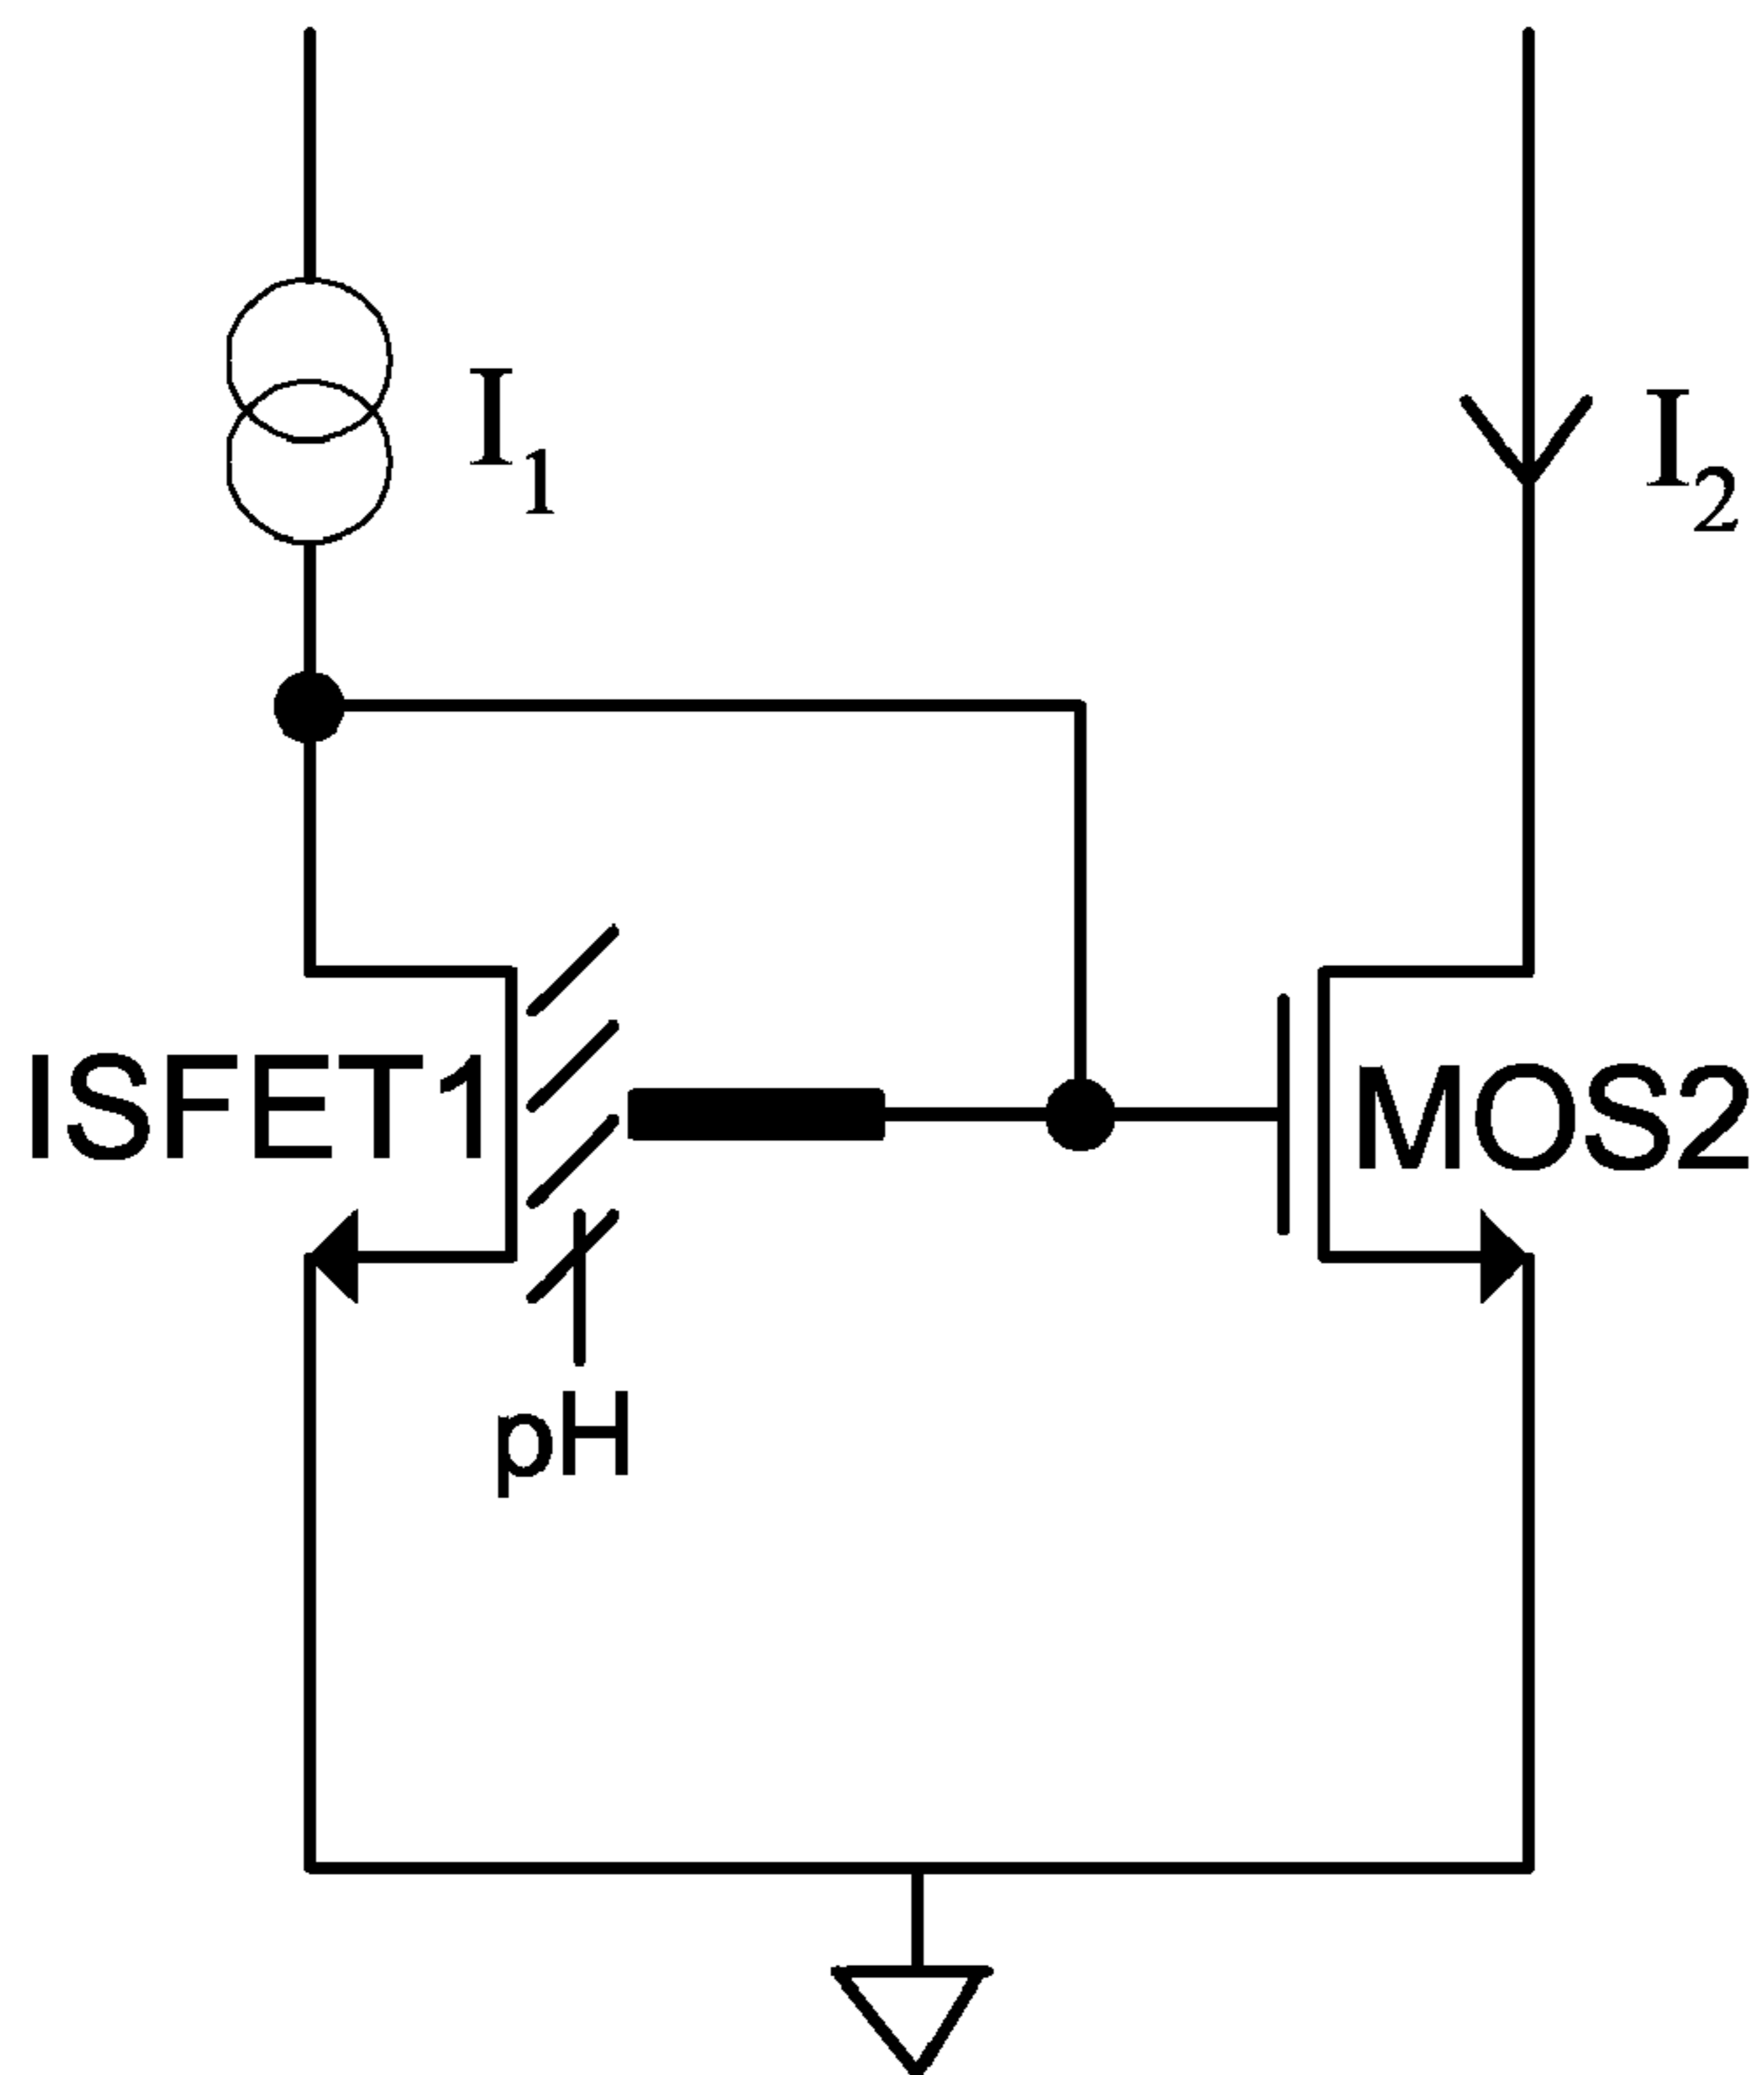 I₁
I₂
ISFET1
MOS2
pH